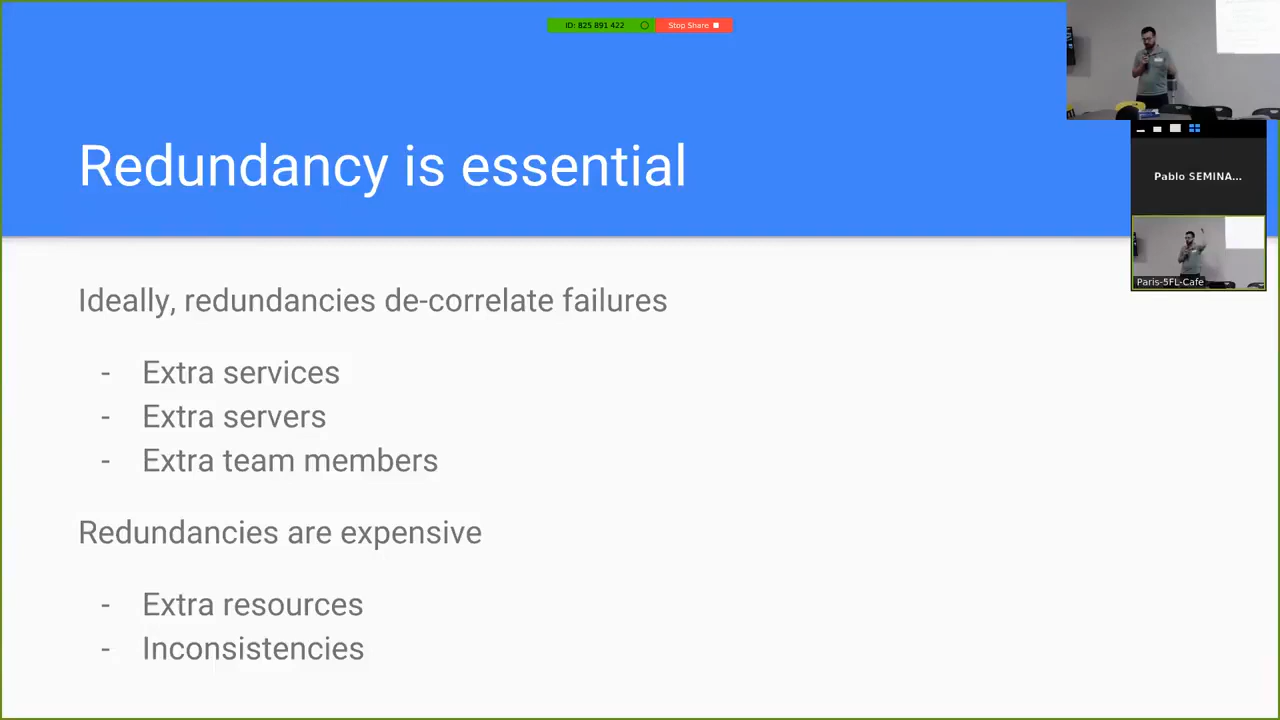 ID: 825 891 422
Stop Share
Redundancy is essential
Pablo SEMINA...
Paris-5FL-Cafe
Ideally, redundancies de-correlate failures
- Extra services
- Extra servers
- Extra team members
Redundancies are expensive
- Extra resources
- Inconsistencies